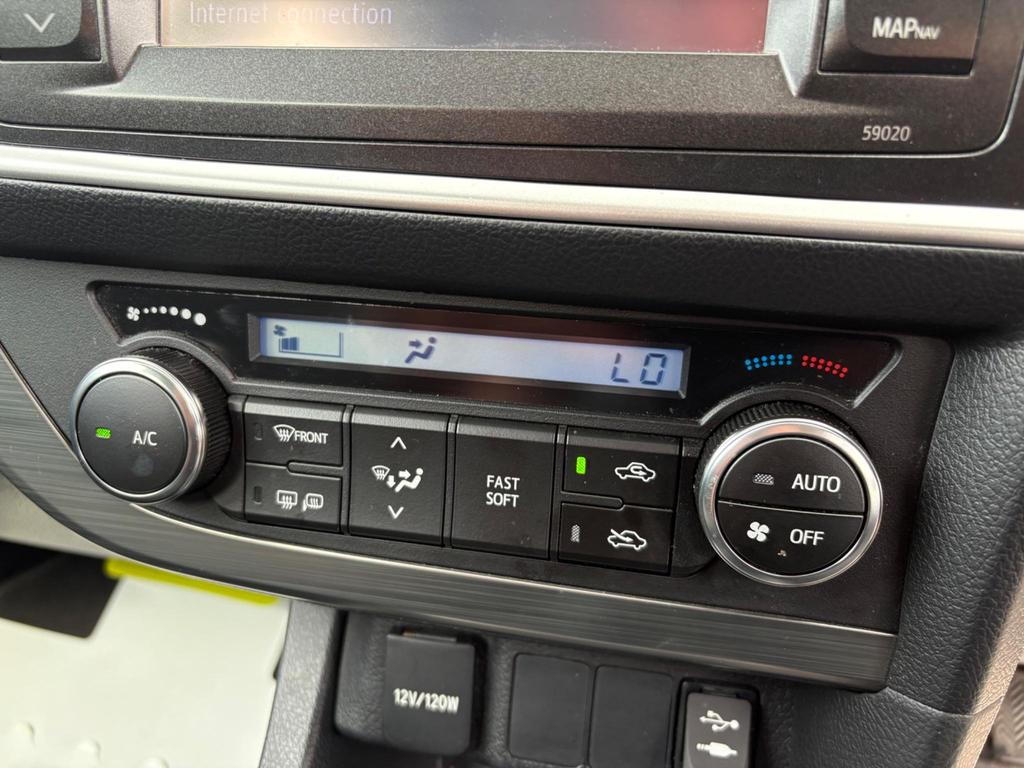 Internet connection
MAPNAV
59020
LO
A/C
FRONT
FAST
SOFT
AUTO
OFF
12V/120W